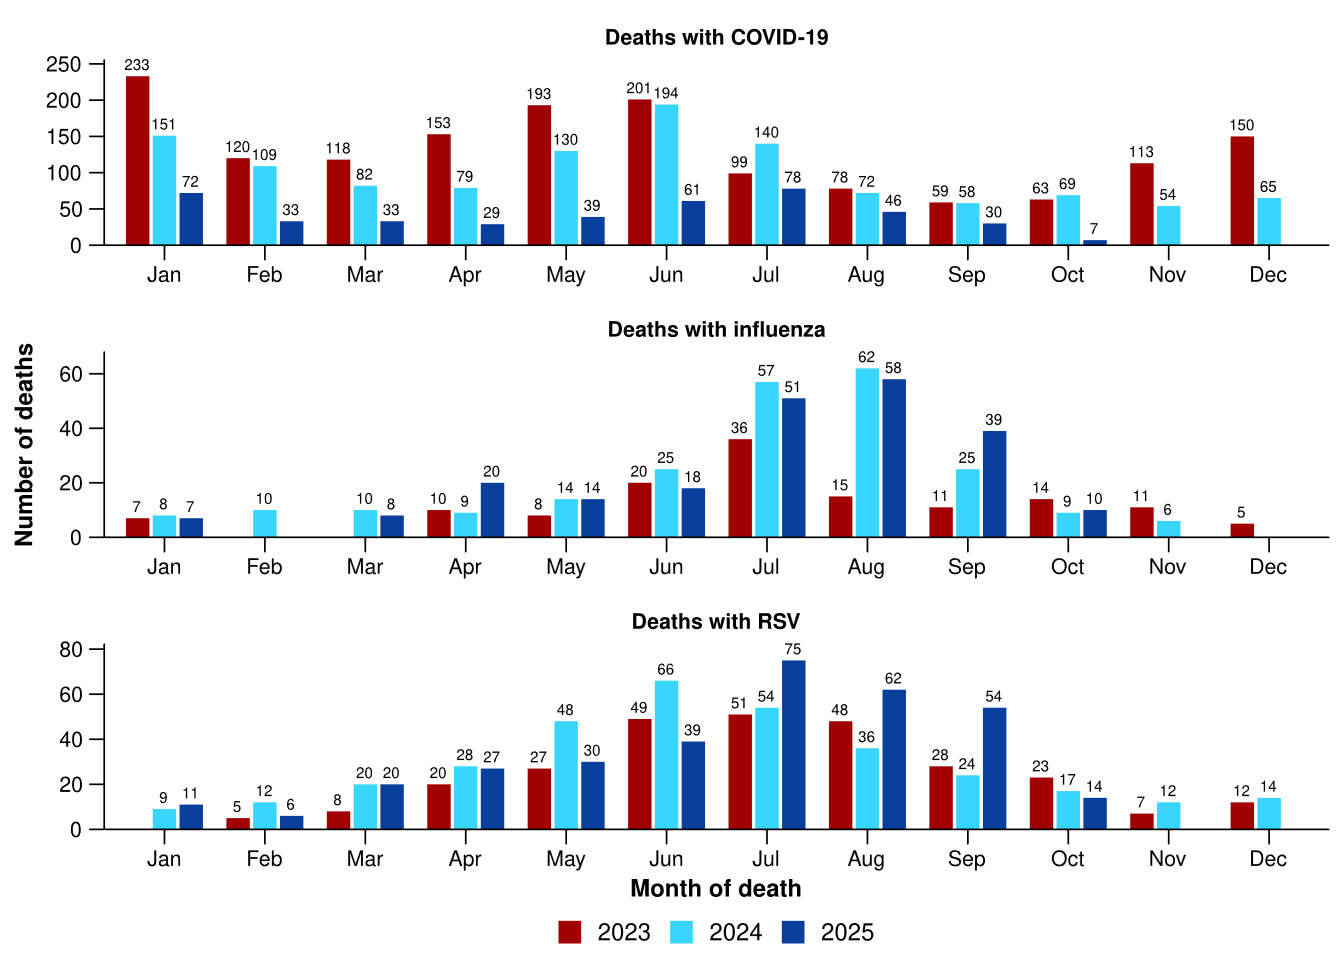 Deaths with COVID-19
250
200
150
100
50
0
233 151 72 120 109 33 118 82 33 153 79 29 193 130 39 201 194 61 99 140 78 78 72 46 59 58 30 63 69 7 113 54 150 65
Jan Feb Mar Apr May Jun Jul Aug Sep Oct Nov Dec
Number of deaths
Deaths with influenza
60
40
20
0
7 8 7 10 10 8 10 9 20 8 14 14 20 25 18 36 57 51 15 62 58 11 25 39 14 9 10 11 6 5
Jan Feb Mar Apr May Jun Jul Aug Sep Oct Nov Dec
Deaths with RSV
80
60
40
20
0
9 11 5 12 6 8 20 20 20 28 27 27 48 30 49 66 39 51 54 75 48 36 62 28 24 54 23 17 14 7 12 12 14
Jan Feb Mar Apr May Jun Jul Aug Sep Oct Nov Dec
Month of death
2023 2024 2025